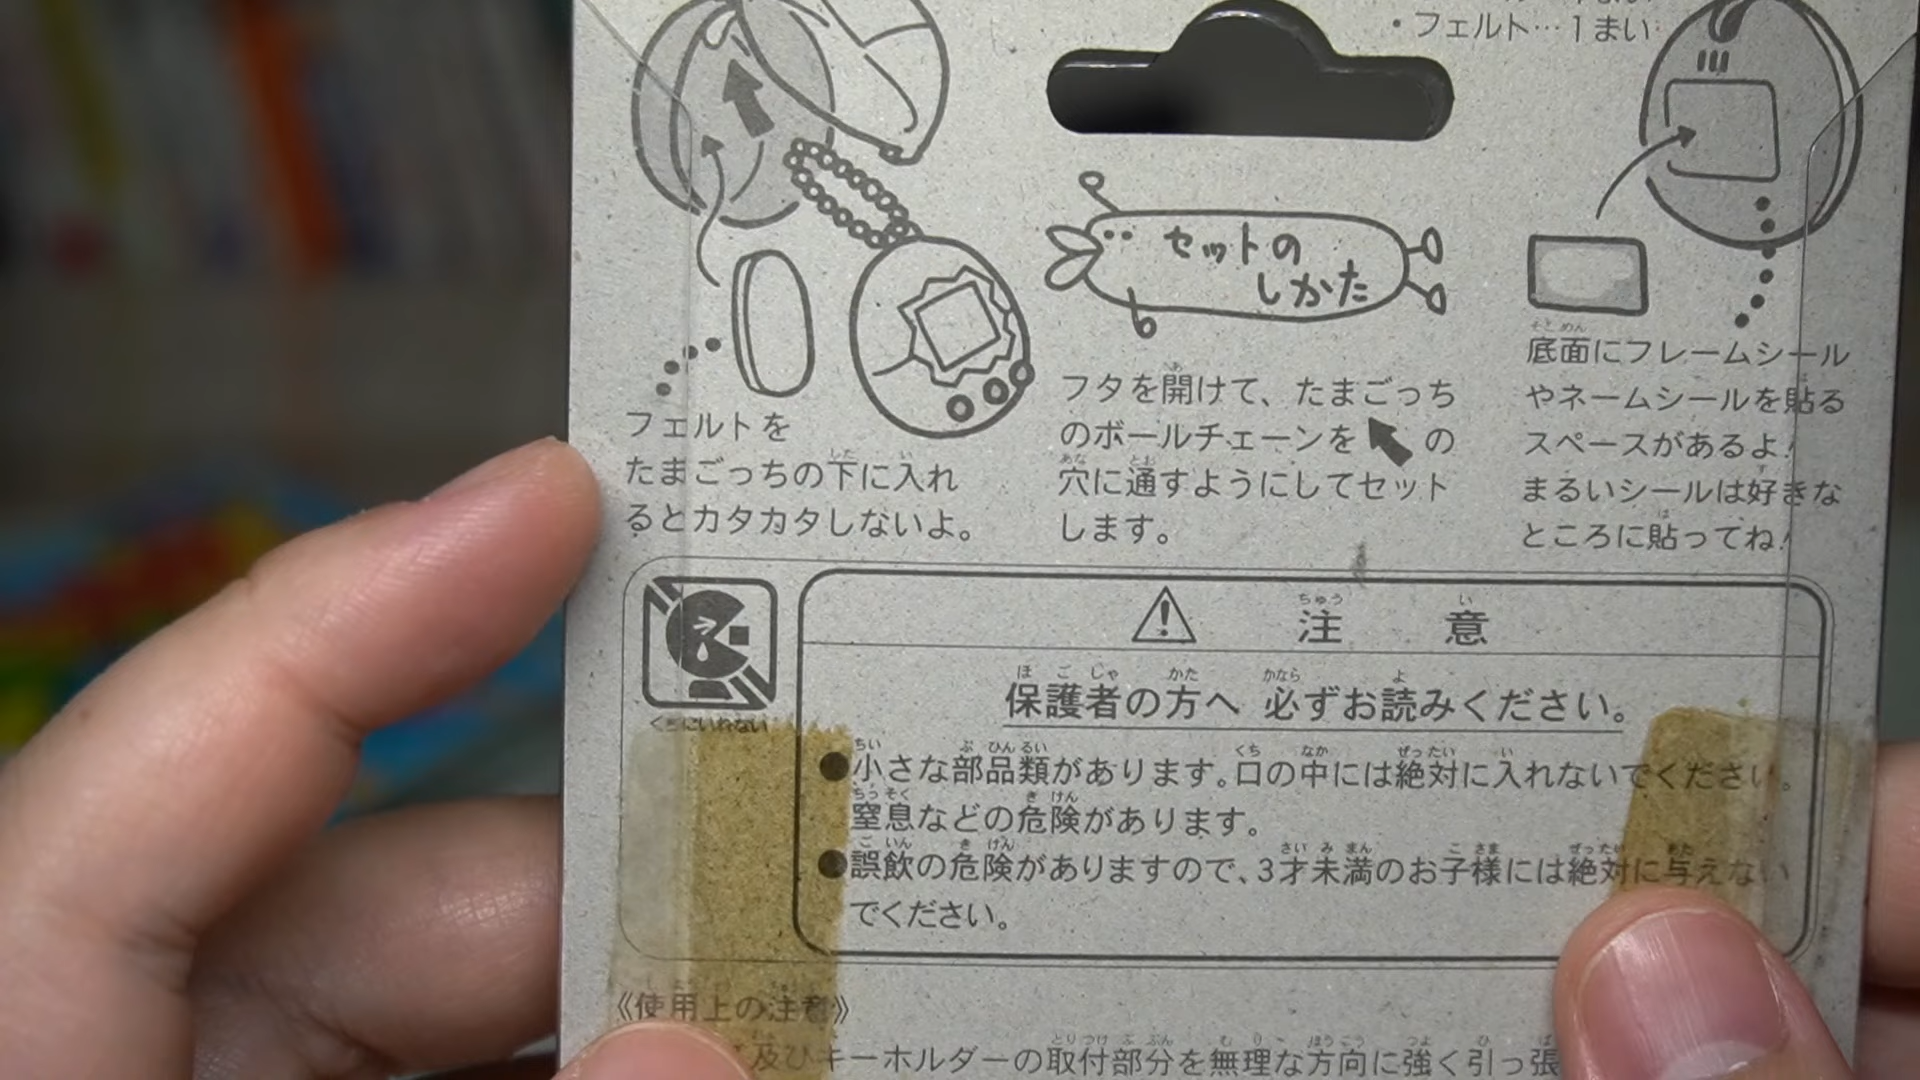 ・フェルト…1まい
セットの
しかた
フェルトを
たまごっちの下に入れ
るとカタカタしないよ。
フタを開けて、たまごっち
のボールチェーンを の
穴に通すようにしてセット
します。
底面にフレームシール
やネームシールを貼る
スペースがあるよ!
まるいシールは好きな
ところに貼ってね!
くちにいれない
注 意
保護者の方へ 必ずお読みください。
●小さな部品類があります。口の中には絶対に入れないでください。
窒息などの危険があります。
●誤飲の危険がありますので、3才未満のお子様には絶対に与えない
でください。
《使用上の注意》
及びキーホルダーの取付部分を無理な方向に強く引っ張